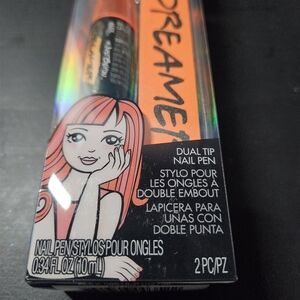 DREAMER
DUAL TIP
NAIL PEN
STYLO POUR
LES ONGLES À
DOUBLE EMBOUT
LAPICERA PARA
UÑAS CON
DOBLE PUNTA
NAIL PEN/STYLOS POUR ONGLES
0.34 FL OZ (10 mL)
2 PC/PZ